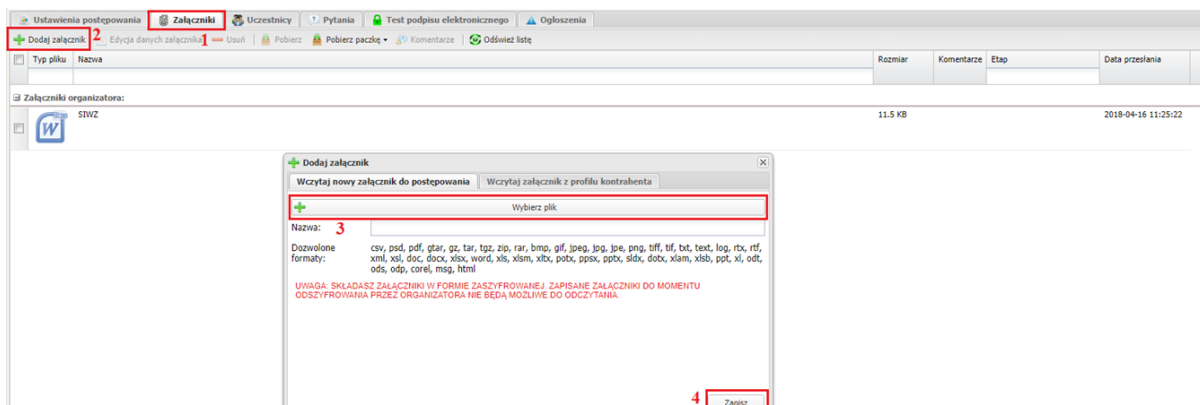 Ustawienia postępowania Załączniki Uczestnicy Pytania Test podpisu elektronicznego Ogłoszenia
Dodaj załącznik 2 Edycja danych załącznika 1 Usuń Pobierz Pobierz paczkę Komentarze Odśwież listę
Typ pliku Nazwa Rozmiar Komentarze Etap Data przesłania
Załączniki organizatora:
SIWZ 11.5 KB 2018-04-16 11:25:22
W
Dodaj załącznik
Wczytaj nowy załącznik do postępowania Wczytaj załącznik z profilu kontrahenta
Wybierz plik
Nazwa: 3
Dozwolone csv, psd, pdf, gtar, gz, tar, tgz, zip, rar, bmp, gif, jpeg, jpg, jpe, png, tiff, tif, txt, text, log, rtx, rtf,
formaty: xml, xsl, doc, docx, xlsx, word, xls, xlsm, xltx, potx, ppsx, pptx, sldx, dotx, xlam, xlsb, ppt, xl, odt,
ods, odp, corel, msg, html
UWAGA: SKŁADASZ ZAŁĄCZNIKI W FORMIE ZASZYFROWANEJ. ZAPISANE ZAŁĄCZNIKI DO MOMENTU
ODSZYFROWANIA PRZEZ ORGANIZATORA NIE BĘDĄ MOŻLIWE DO ODCZYTANIA.
4 Zapisz